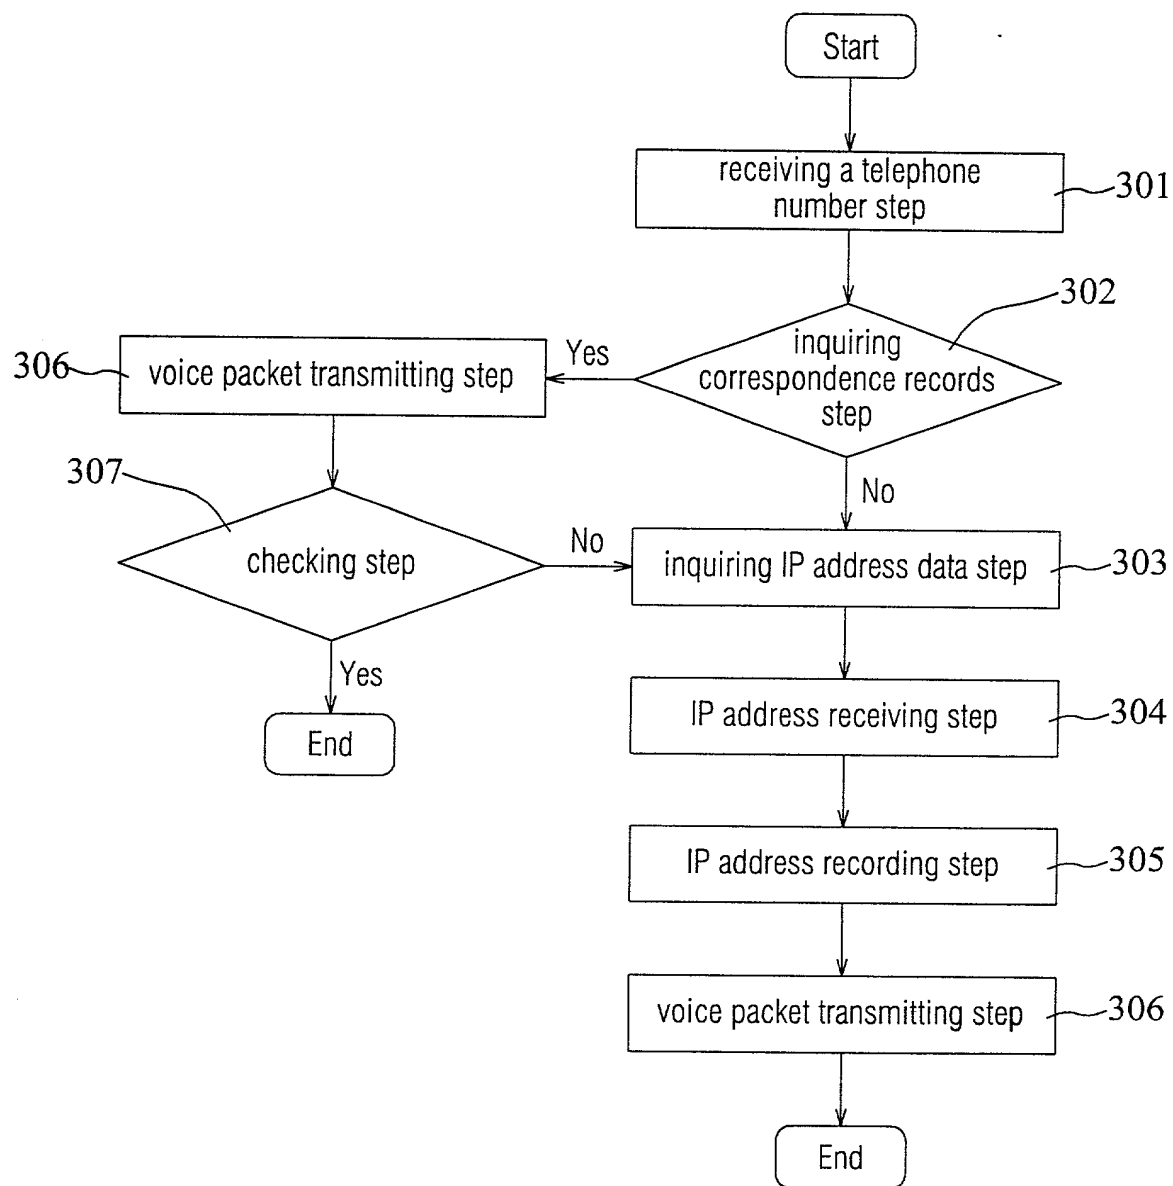 Start
receiving a telephone
number step
301
302
inquiring
correspondence records
step
Yes
306
voice packet transmitting step
No
307
checking step
No
inquiring IP address data step
303
Yes
End
IP address receiving step
304
IP address recording step
305
voice packet transmitting step
306
End